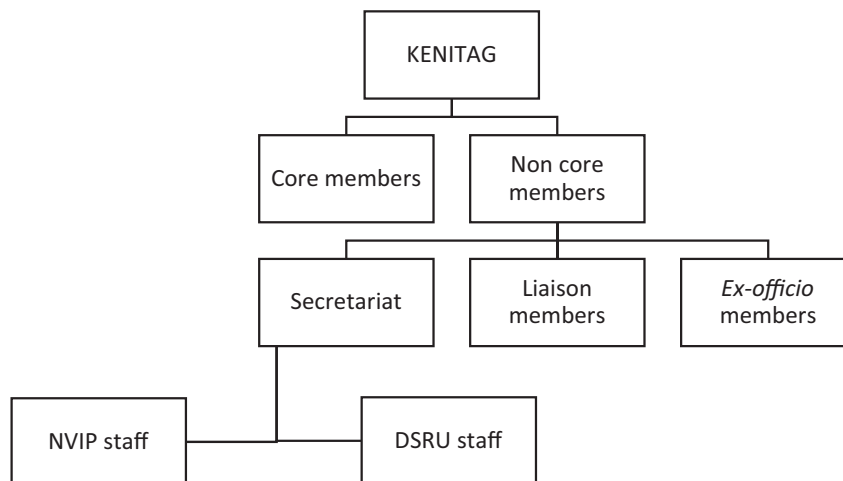 KENITAG
Core members
Non core
members
Secretariat
Liaison
members
Ex-officio
members
NVIP staff
DSRU staff